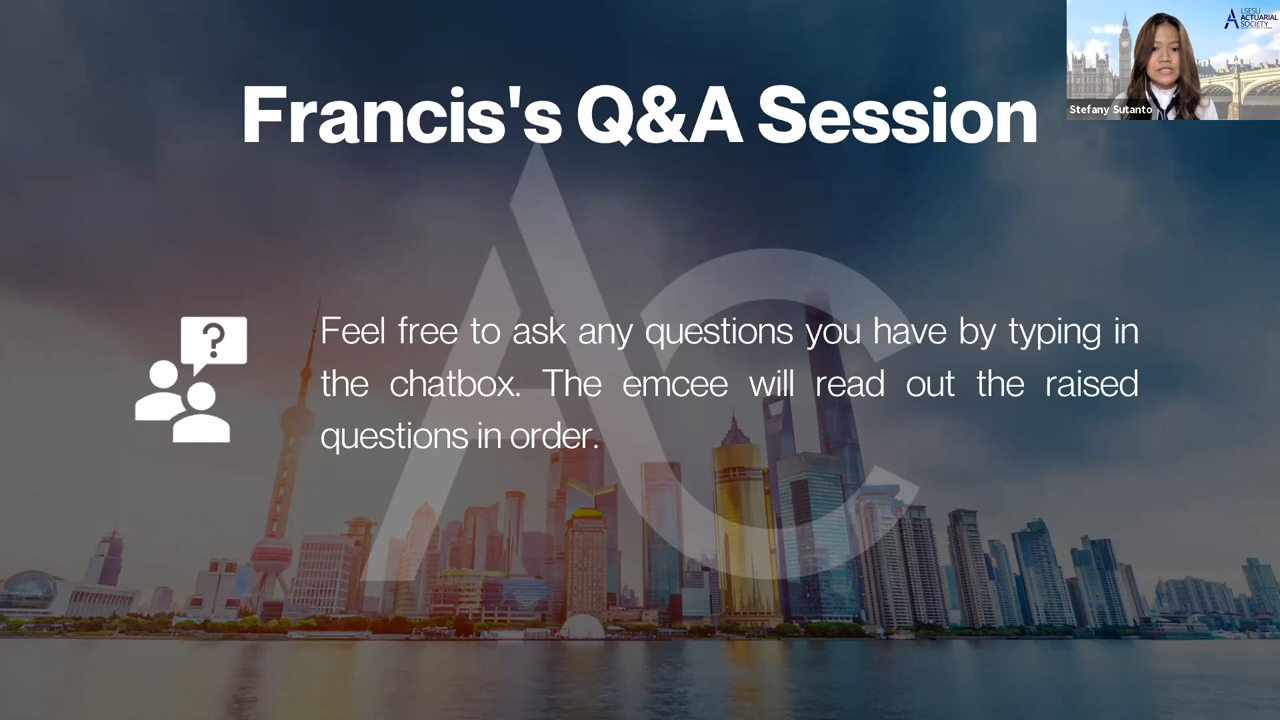 LSESU
ACTUARIAL
SOCIETY
Stefany Sutanto
Francis's Q&A Session
?
Feel free to ask any questions you have by typing in
the chatbox. The emcee will read out the raised
questions in order.
AC